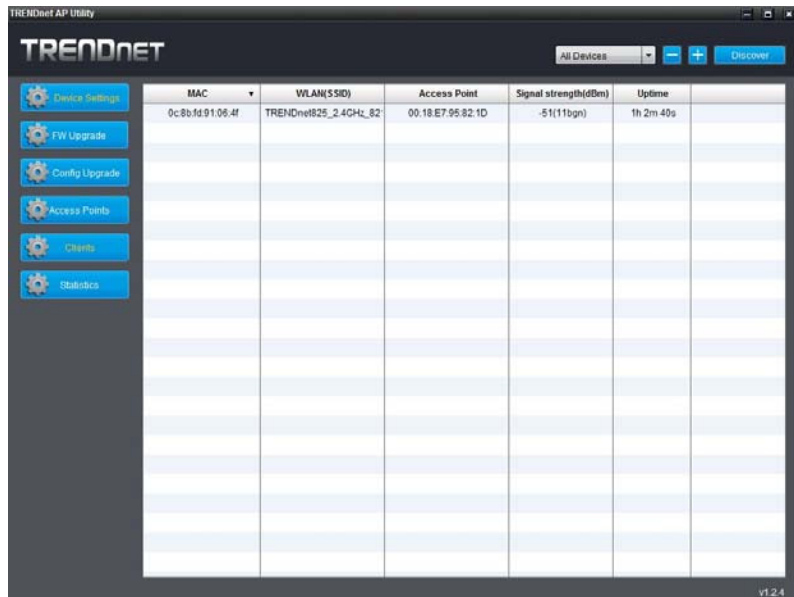 TRENDnet AP Utility
TRENDNET
All Devices
Discover
Device Settings
FW Upgrade
Config Upgrade
Access Points
Clients
Statistics
MAC WLAN(SSID) Access Point Signal strength(dBm) Uptime
0c:8b:fd:91:06:4f TRENDnet825_2.4GHz_82 00:18:E7:95:82:1D -51(11bgn) 1h 2m 40s
v1.2.4